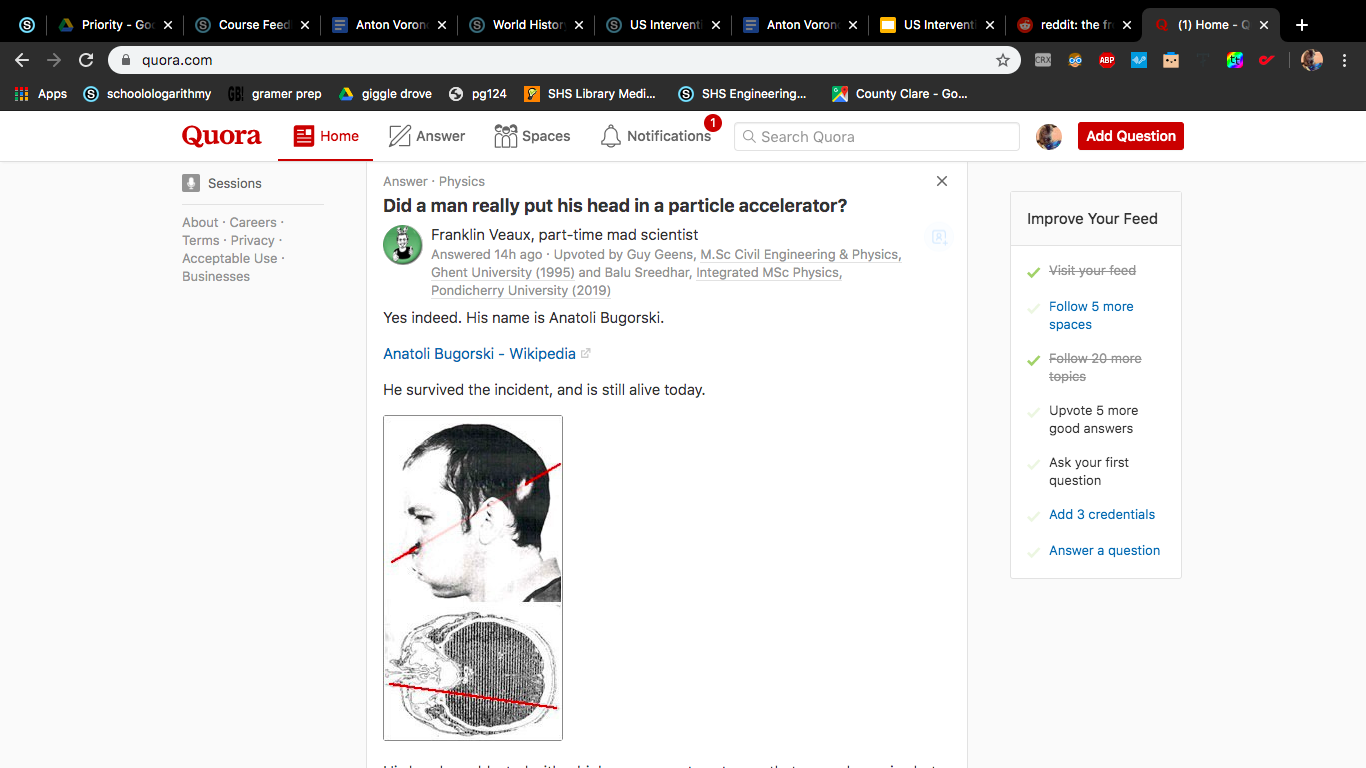 Priority - Goo
Course Feed
Anton Vorono
World History
US Interventi
Anton Vorono
US Interventi
reddit: the fr
(1) Home - Q
quora.com
CRX
ABP
Apps
schoolologarithmy
GB!
gramer prep
giggle drove
pg124
SHS Library Medi...
SHS Engineering...
County Clare - Go...
Quora
Home
Answer
Spaces
Notifications
1
Search Quora
Add Question
Sessions
About · Careers ·
Terms · Privacy ·
Acceptable Use ·
Businesses
Answer · Physics
Did a man really put his head in a particle accelerator?
Franklin Veaux, part-time mad scientist
Answered 14h ago · Upvoted by Guy Geens, M.Sc Civil Engineering & Physics,
Ghent University (1995) and Balu Sreedhar, Integrated MSc Physics,
Pondicherry University (2019)
Yes indeed. His name is Anatoli Bugorski.
Anatoli Bugorski - Wikipedia
He survived the incident, and is still alive today.
Improve Your Feed
Visit your feed
Follow 5 more
spaces
Follow 20 more
topics
Upvote 5 more
good answers
Ask your first
question
Add 3 credentials
Answer a question